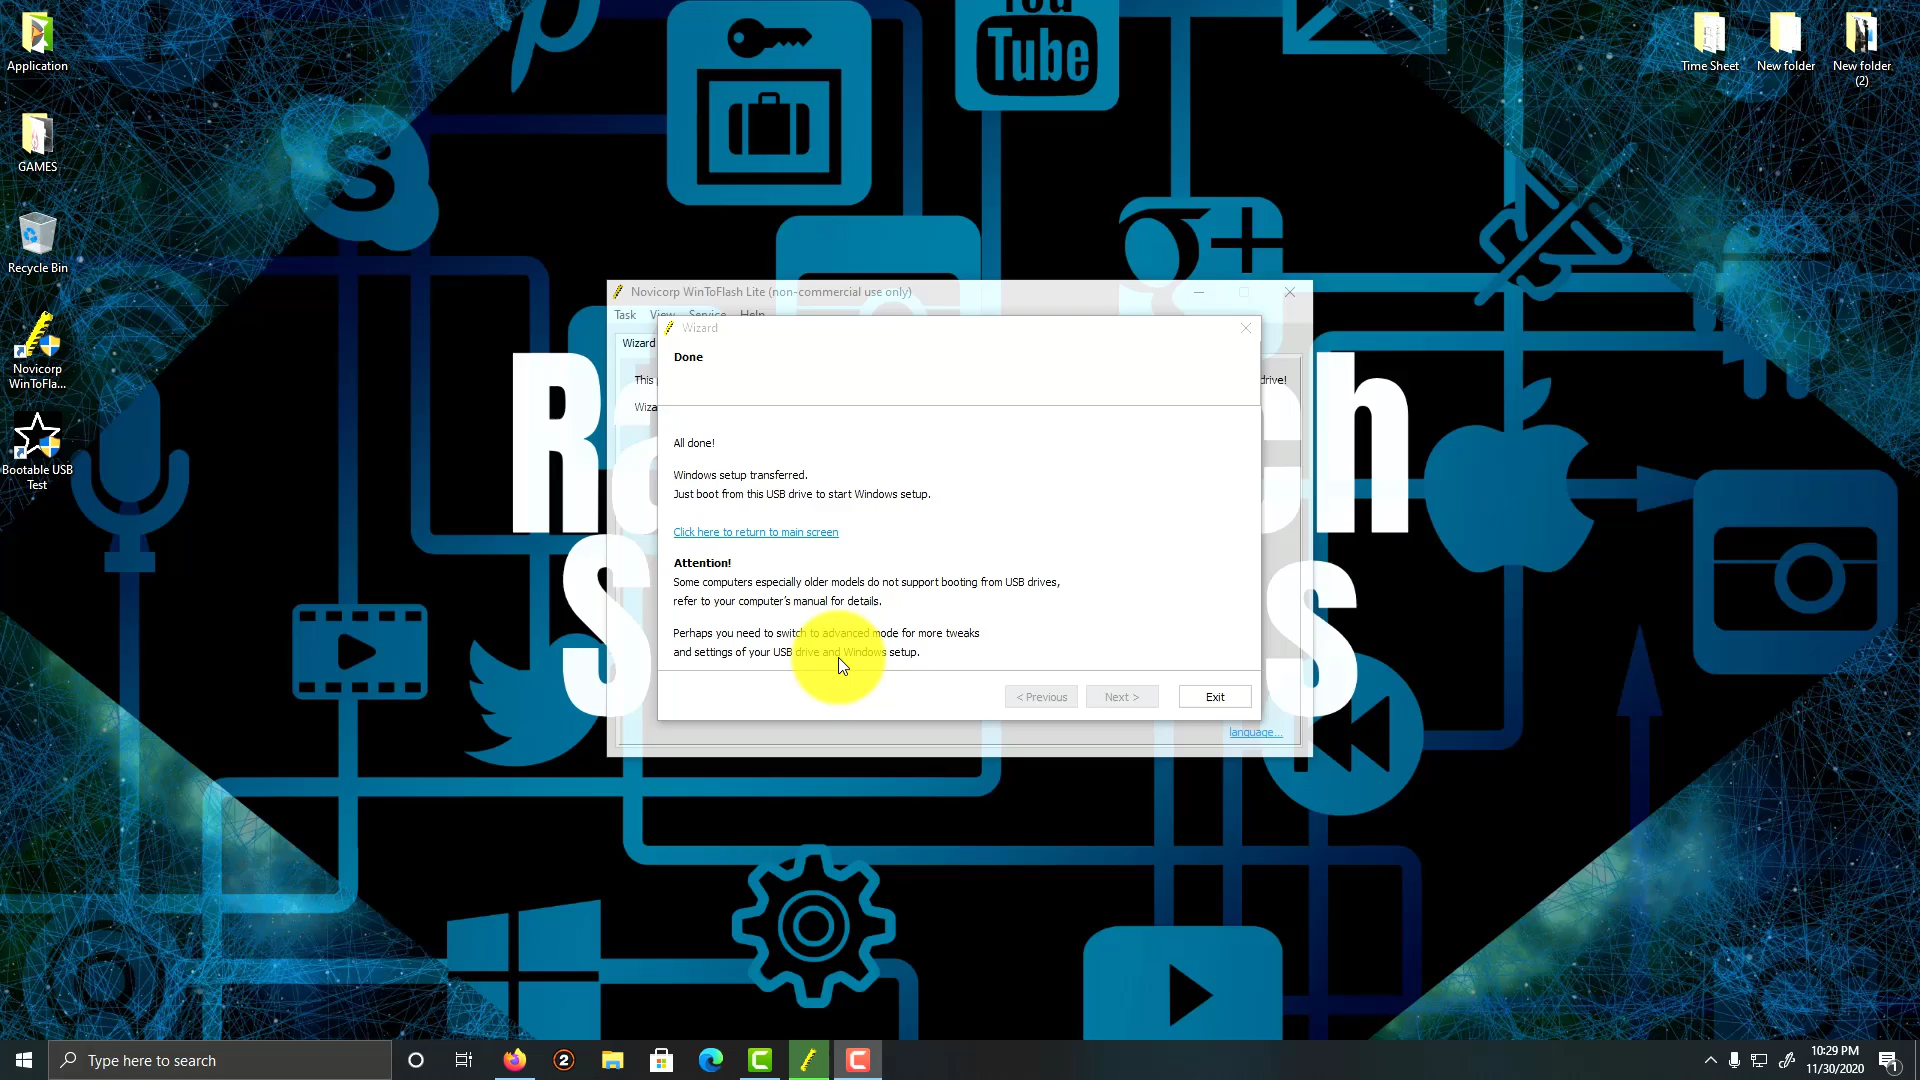 Application
GAMES
Recycle Bin
Novicorp
WinToFla...
Bootable USB
Test
Time Sheet
New folder
New folder
(2)
You
Tube
Novicorp WinToFlash Lite (non-commercial use only)
Task View Service Help
Wizard
This
drive!
Wizard
Done
All done!
Windows setup transferred.
Just boot from this USB drive to start Windows setup.
Click here to return to main screen
Attention!
Some computers especially older models do not support booting from USB drives,
refer to your computer's manual for details.
Perhaps you need to switch to advanced mode for more tweaks
and settings of your USB drive and Windows setup.
< Previous
Next >
Exit
language...
Type here to search
10:29 PM
11/30/2020
1